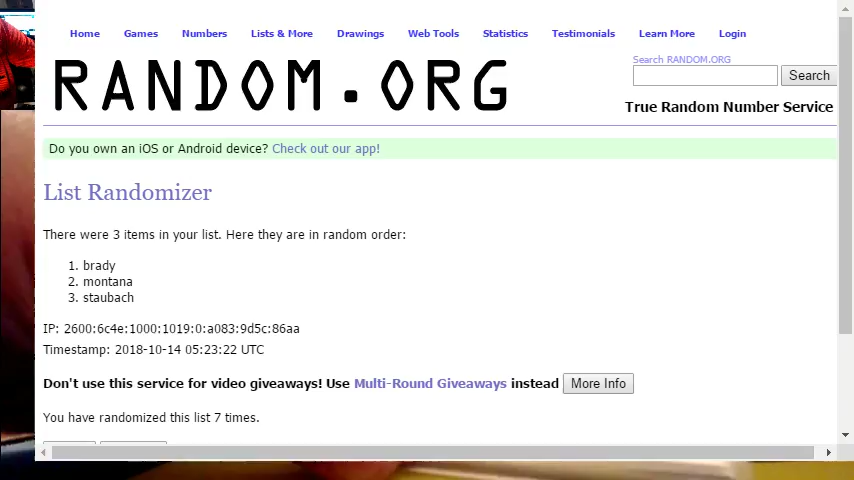 Home Games Numbers Lists & More Drawings Web Tools Statistics Testimonials Learn More Login
RANDOM.ORG
Search RANDOM.ORG
Search
True Random Number Service
Do you own an iOS or Android device? Check out our app!
List Randomizer
There were 3 items in your list. Here they are in random order:
1. brady
2. montana
3. staubach
IP: 2600:6c4e:1000:1019:0:a083:9d5c:86aa
Timestamp: 2018-10-14 05:23:22 UTC
Don't use this service for video giveaways! Use Multi-Round Giveaways instead More Info
You have randomized this list 7 times.